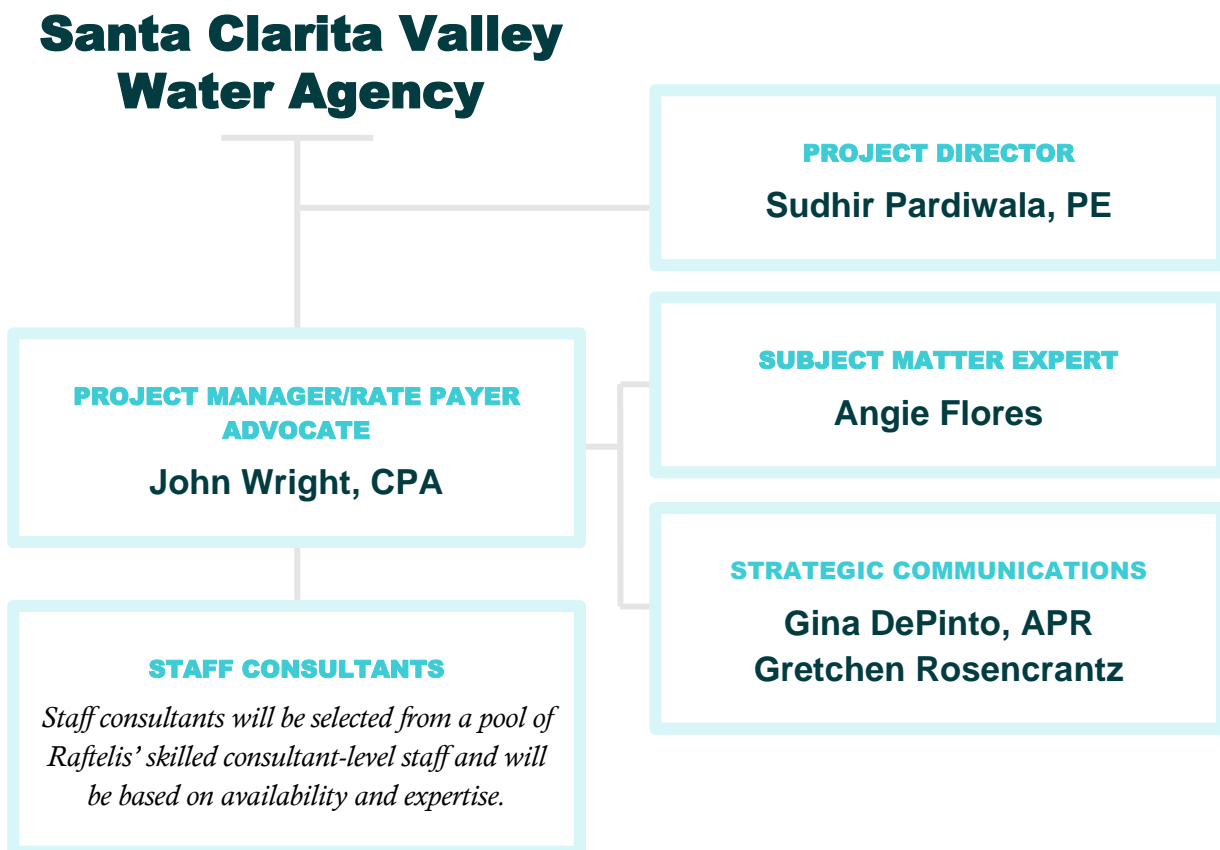 Santa Clarita Valley
Water Agency
PROJECT DIRECTOR
Sudhir Pardiwala, PE
PROJECT MANAGER/RATE PAYER
ADVOCATE
John Wright, CPA
SUBJECT MATTER EXPERT
Angie Flores
STRATEGIC COMMUNICATIONS
Gina DePinto, APR
Gretchen Rosencrantz
STAFF CONSULTANTS
Staff consultants will be selected from a pool of
Raftelis’ skilled consultant-level staff and will
be based on availability and expertise.